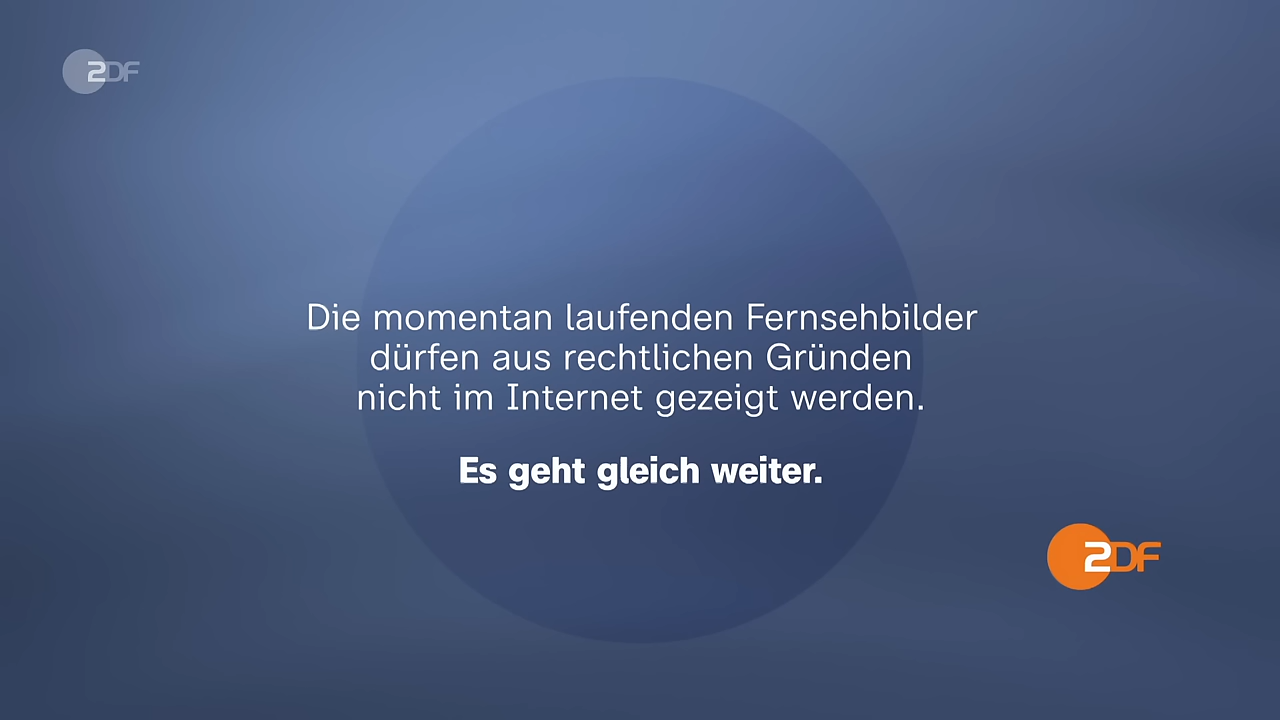 ZDF
Die momentan laufenden Fernsehbilder
dürfen aus rechtlichen Gründen
nicht im Internet gezeigt werden.
Es geht gleich weiter.
ZDF